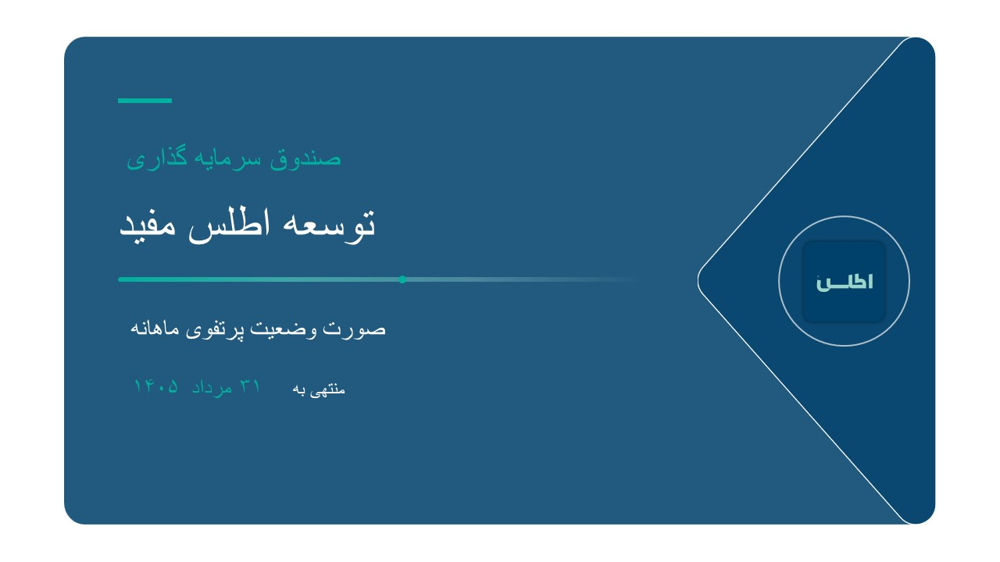 صندوق سرمایه گذاری
توسعه اطلس مفید
صورت وضعیت پرتفوی ماهانه
منتهی به ۳۱ مرداد ۱۴۰۵
اطلس